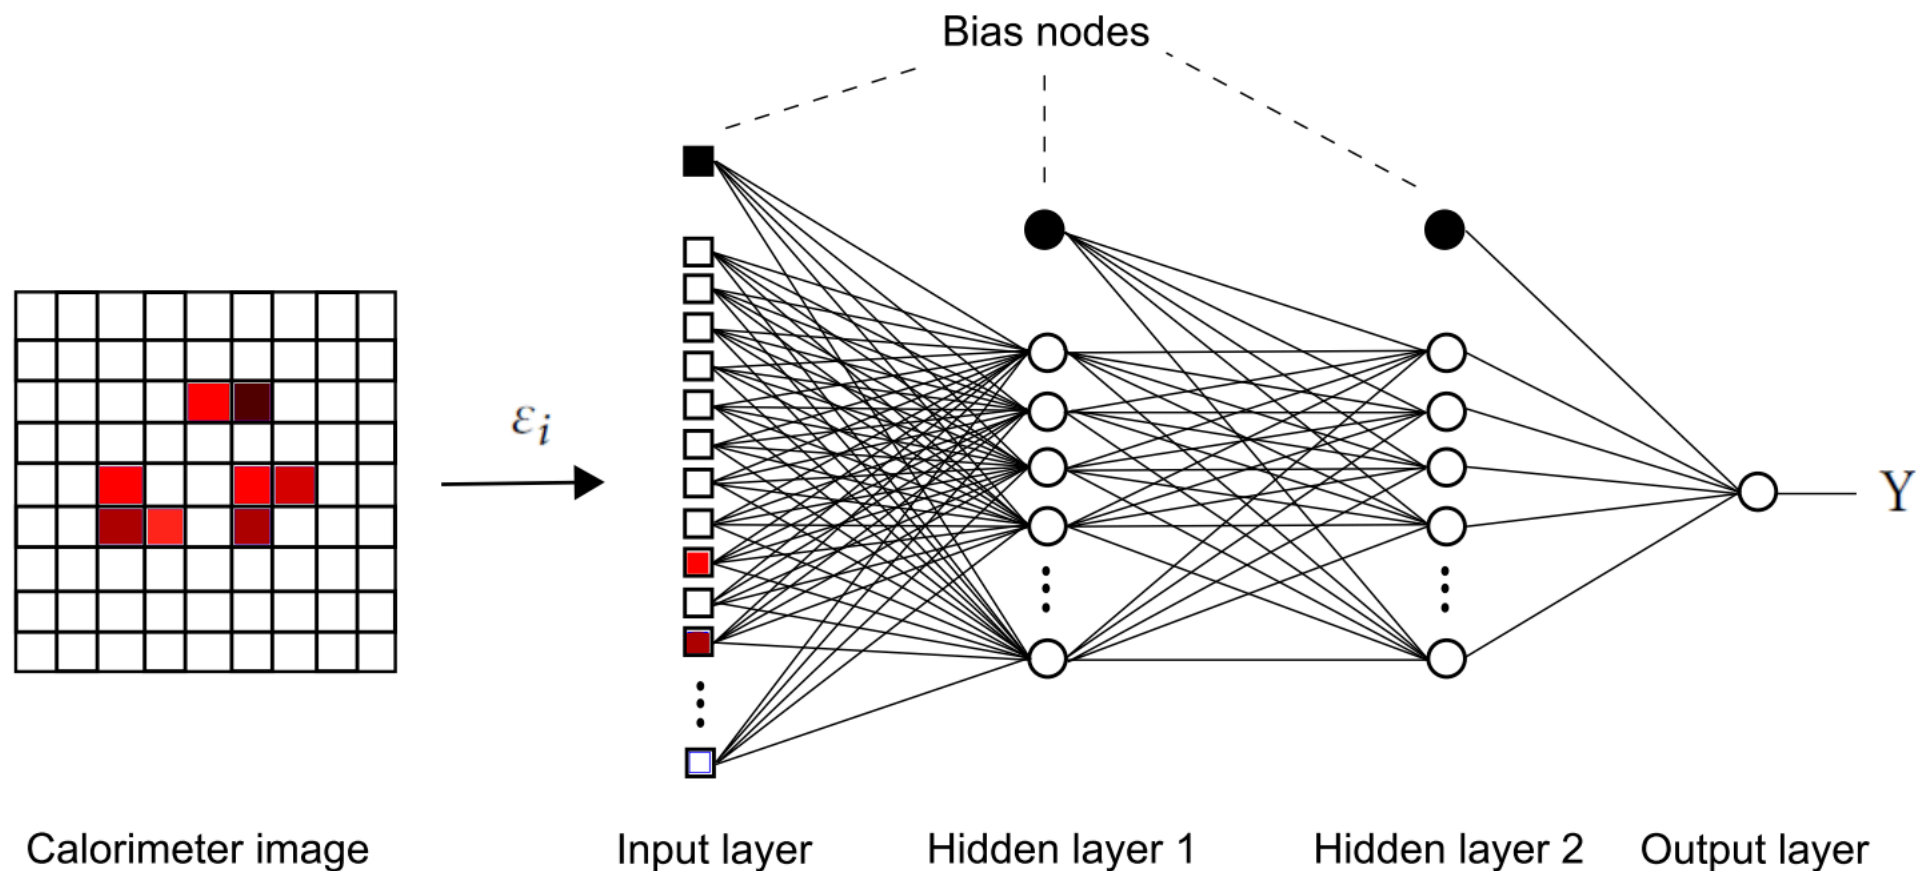 Bias nodes
εi
Y
Calorimeter image
Input layer
Hidden layer 1
Hidden layer 2
Output layer